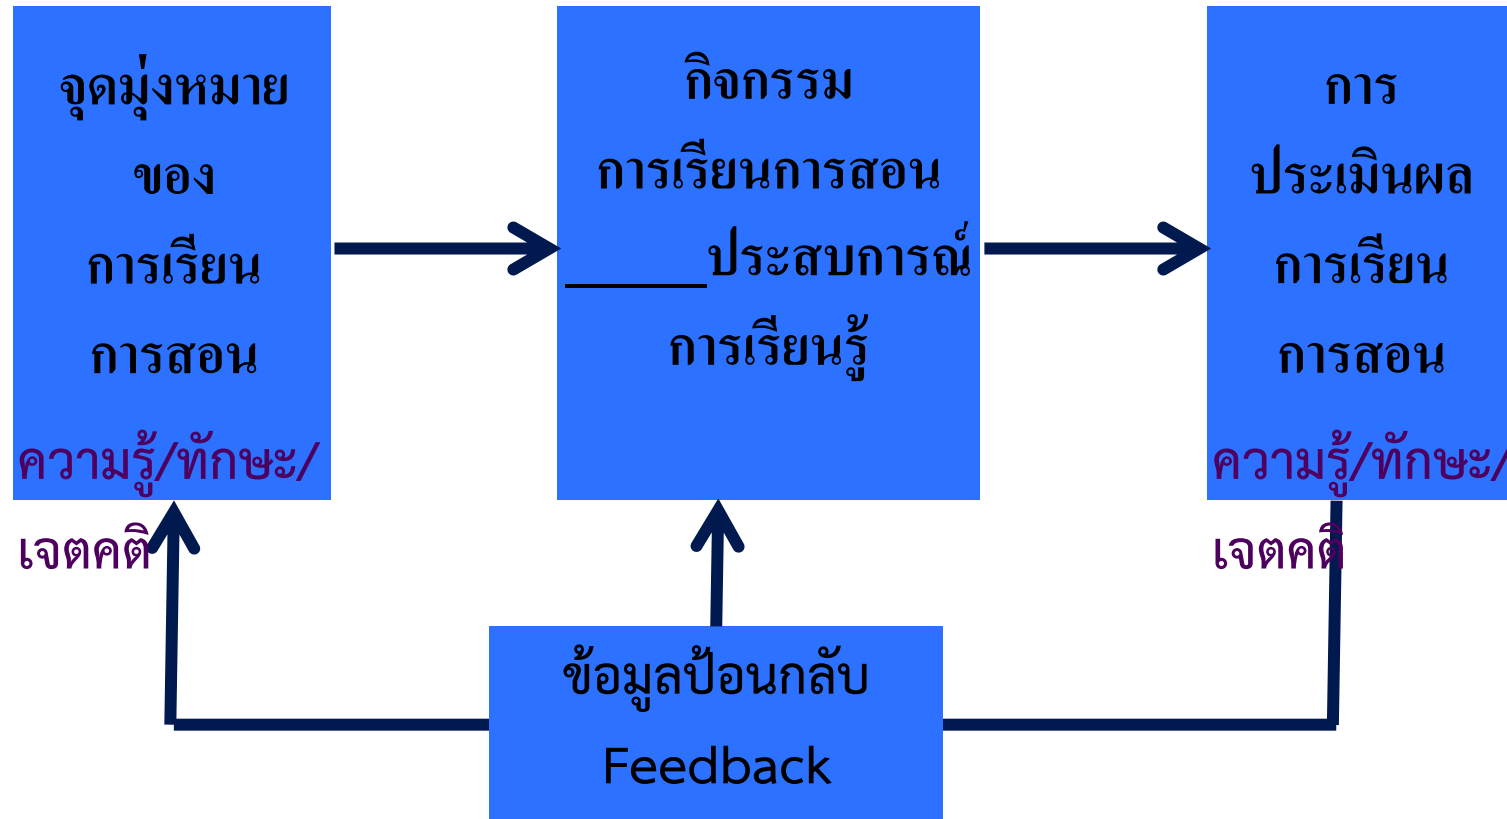 จุดมุ่งหมาย
ของ
การเรียน
การสอน
ความรู้/ทักษะ/
เจตคติ
กิจกรรม
การเรียนการสอน
_____ประสบการณ์
การเรียนรู้
การ
ประเมินผล
การเรียน
การสอน
ความรู้/ทักษะ/
เจตคติ
ข้อมูลป้อนกลับ
Feedback